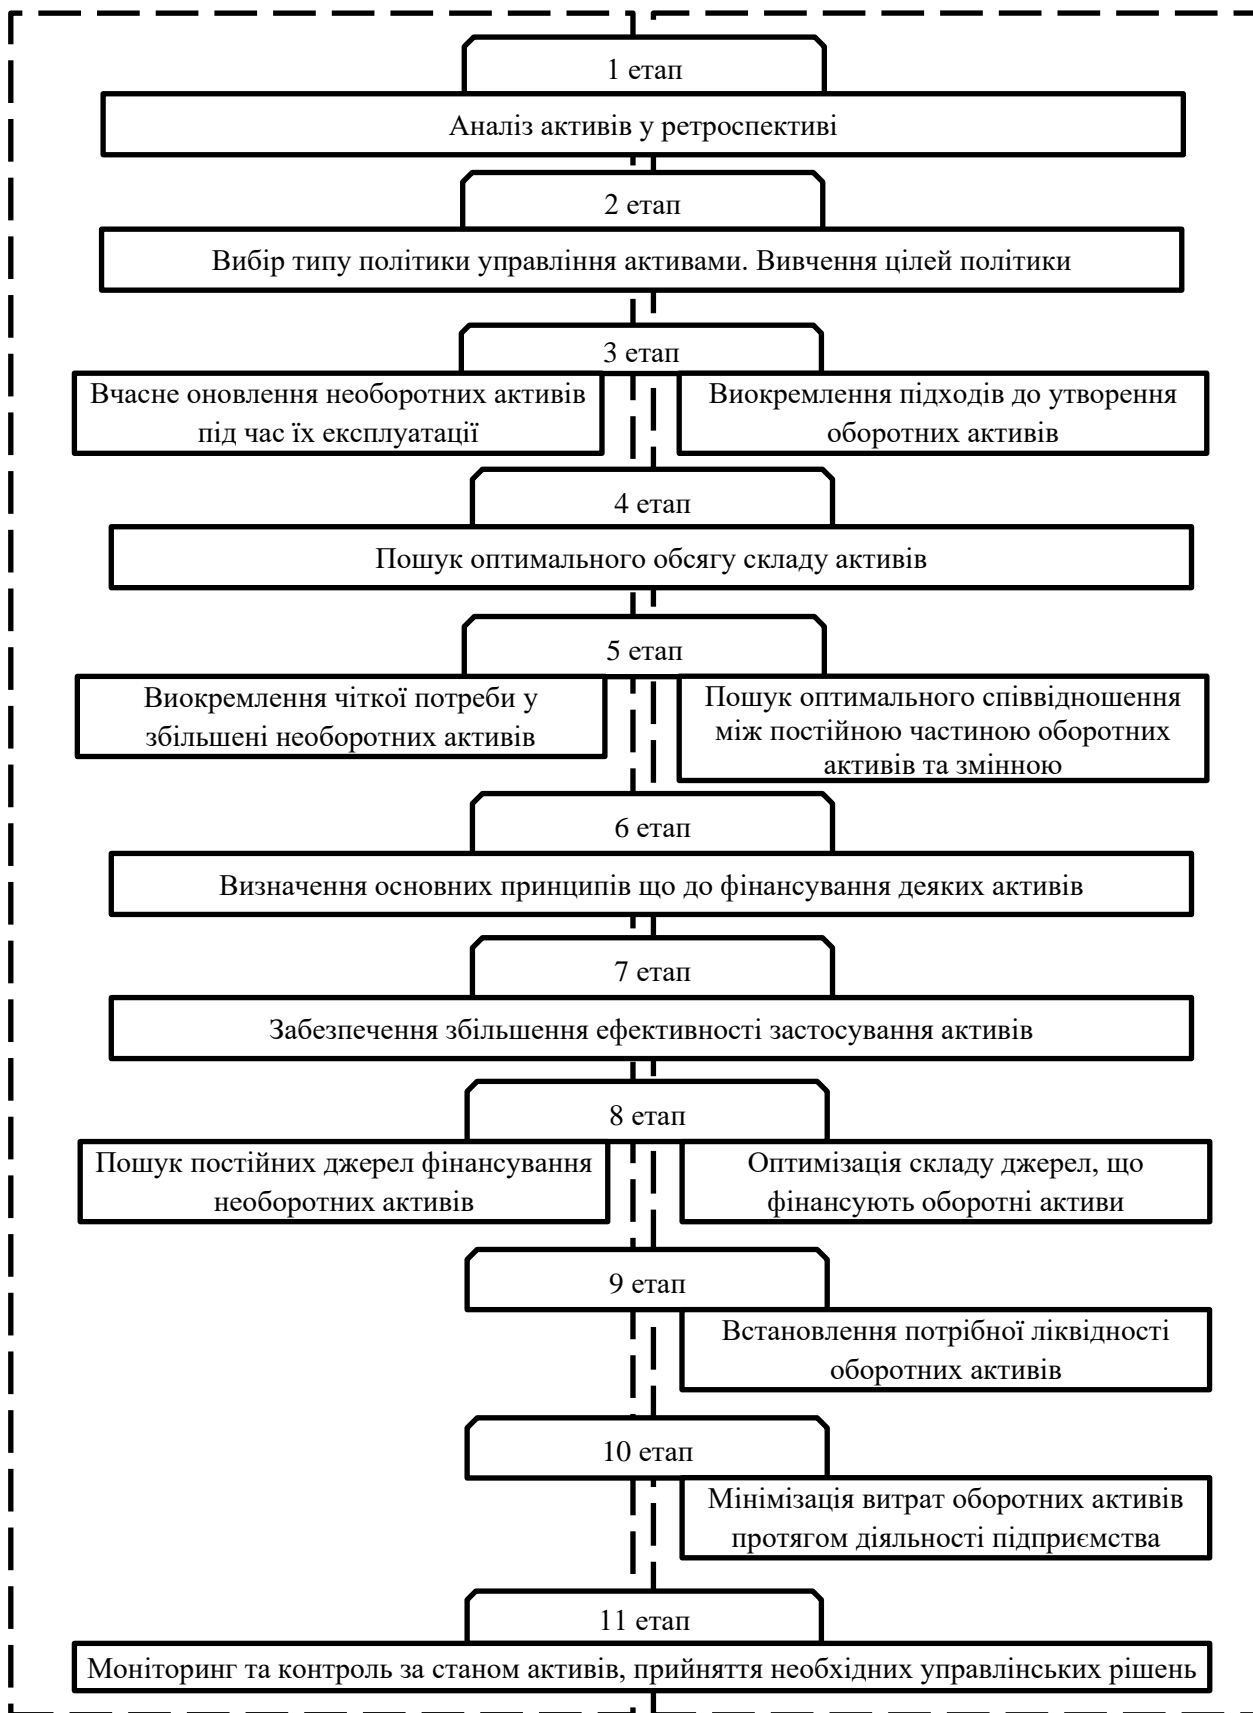 1 етап
Аналіз активів у ретроспективі
2 етап
Вибір типу політики управління активами. Вивчення цілей політики
3 етап
Вчасне оновлення необоротних активів
під час їх експлуатації
Виокремлення підходів до утворення
оборотних активів
4 етап
Пошук оптимального обсягу складу активів
5 етап
Виокремлення чіткої потреби у
збільшені необоротних активів
Пошук оптимального співвідношення
між постійною частиною оборотних
активів та змінною
6 етап
Визначення основних принципів що до фінансування деяких активів
7 етап
Забезпечення збільшення ефективності застосування активів
8 етап
Пошук постійних джерел фінансування
необоротних активів
Оптимізація складу джерел, що
фінансують оборотні активи
9 етап
Встановлення потрібної ліквідності
оборотних активів
10 етап
Мінімізація витрат оборотних активів
протягом діяльності підприємства
11 етап
Моніторинг та контроль за станом активів, прийняття необхідних управлінських рішень